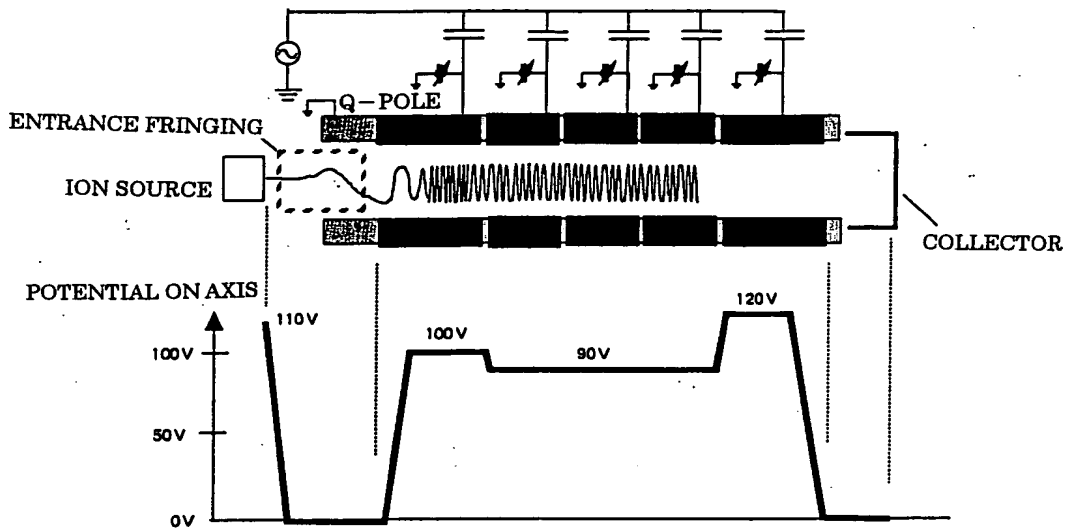 Q-POLE
ENTRANCE FRINGING
ION SOURCE
COLLECTOR
POTENTIAL ON AXIS
110V
100V
90V
120V
100V
50V
0V